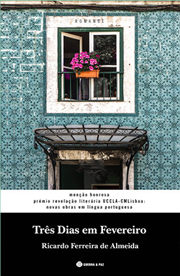 ROMANCE
menção honrosa
prémio revelação literária UCCLA-CMLisboa:
novas obras em língua portuguesa
Três Dias em Fevereiro
Ricardo Ferreira de Almeida
GUERRA & PAZ